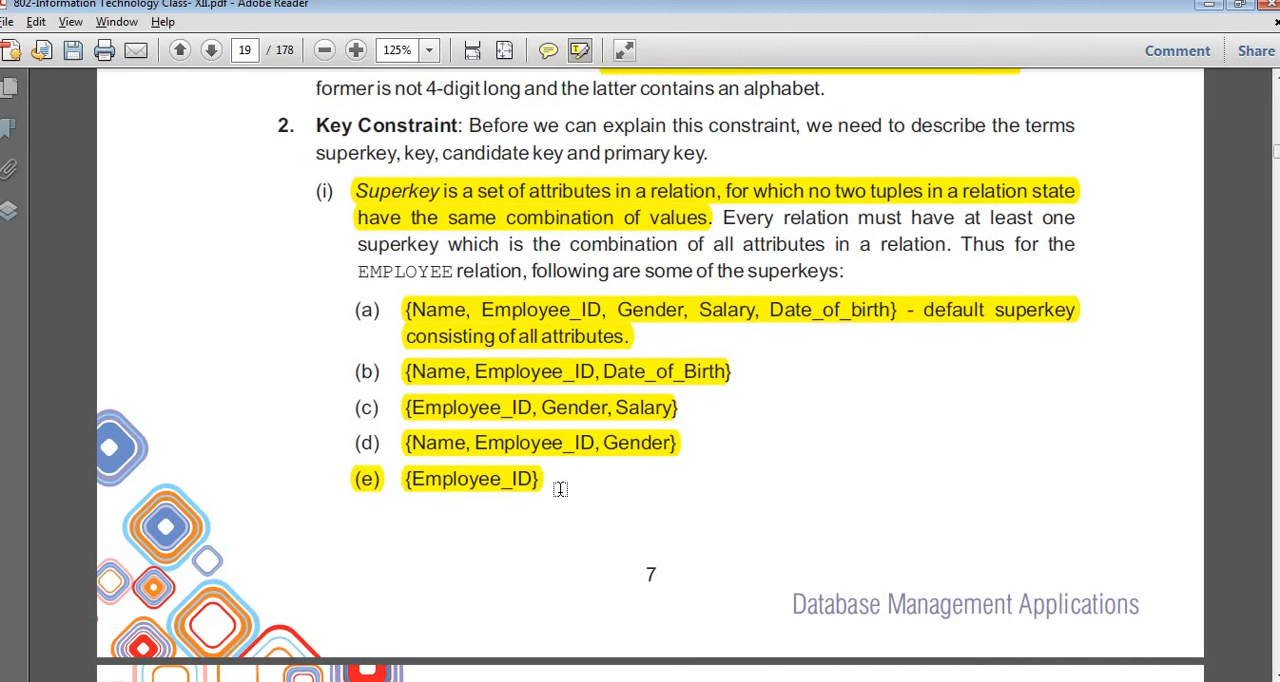 802-Information Technology Class- XII.pdf - Adobe Reader
File Edit View Window Help
19 / 178 125% Comment Share
former is not 4-digit long and the latter contains an alphabet.
2. Key Constraint: Before we can explain this constraint, we need to describe the terms
superkey, key, candidate key and primary key.
(i) Superkey is a set of attributes in a relation, for which no two tuples in a relation state
have the same combination of values. Every relation must have at least one
superkey which is the combination of all attributes in a relation. Thus for the
EMPLOYEE relation, following are some of the superkeys:
(a) {Name, Employee_ID, Gender, Salary, Date_of_birth} - default superkey
consisting of all attributes.
(b) {Name, Employee_ID, Date_of_Birth}
(c) {Employee_ID, Gender, Salary}
(d) {Name, Employee_ID, Gender}
(e) {Employee_ID}
7
Database Management Applications